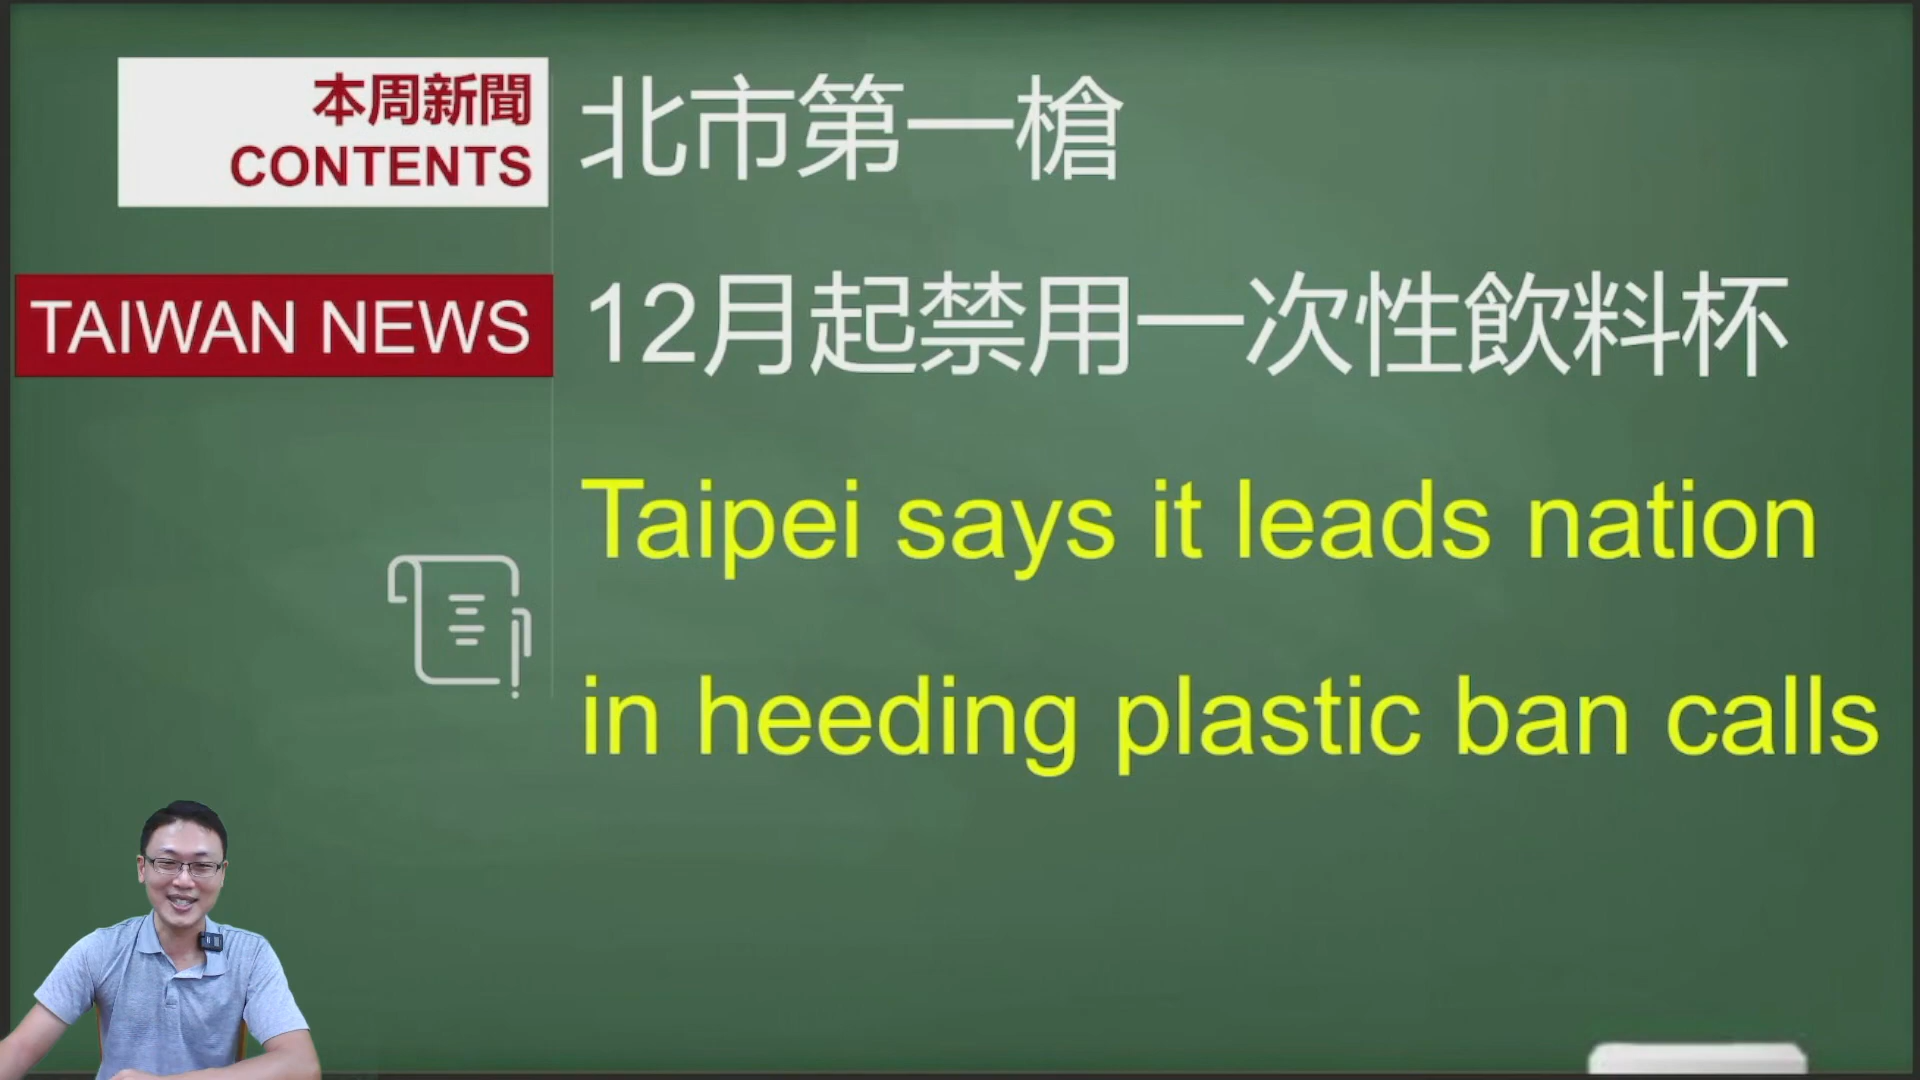 本周新聞
CONTENTS
北市第一槍
TAIWAN NEWS
12月起禁用一次性飲料杯
Taipei says it leads nation
in heeding plastic ban calls